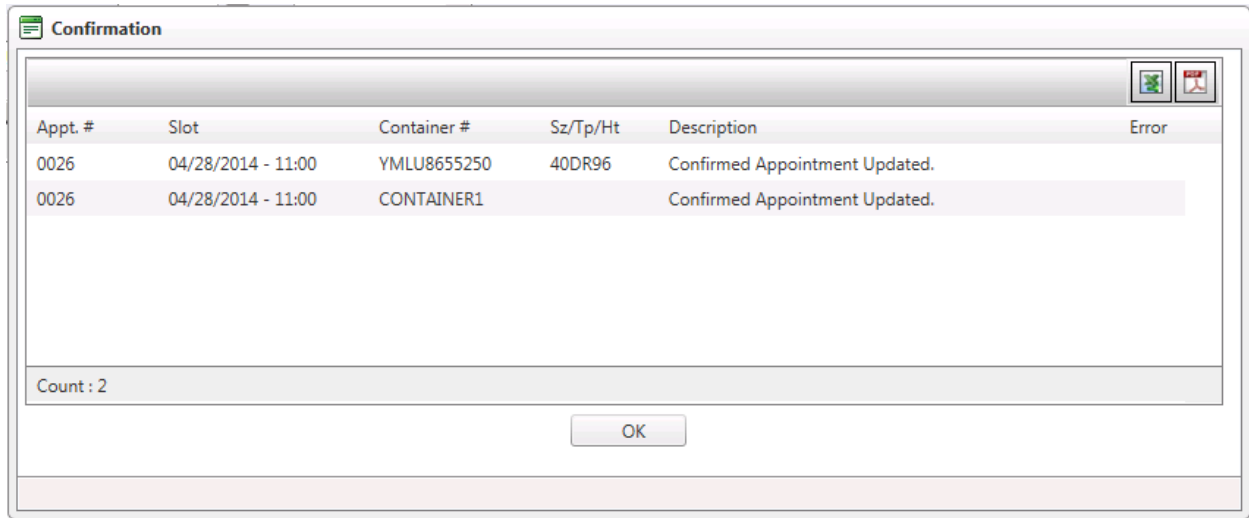 Confirmation
PDF
Appt. # Slot Container # Sz/Tp/Ht Description Error
0026 04/28/2014 - 11:00 YMLU8655250 40DR96 Confirmed Appointment Updated.
0026 04/28/2014 - 11:00 CONTAINER1 Confirmed Appointment Updated.
Count : 2
OK